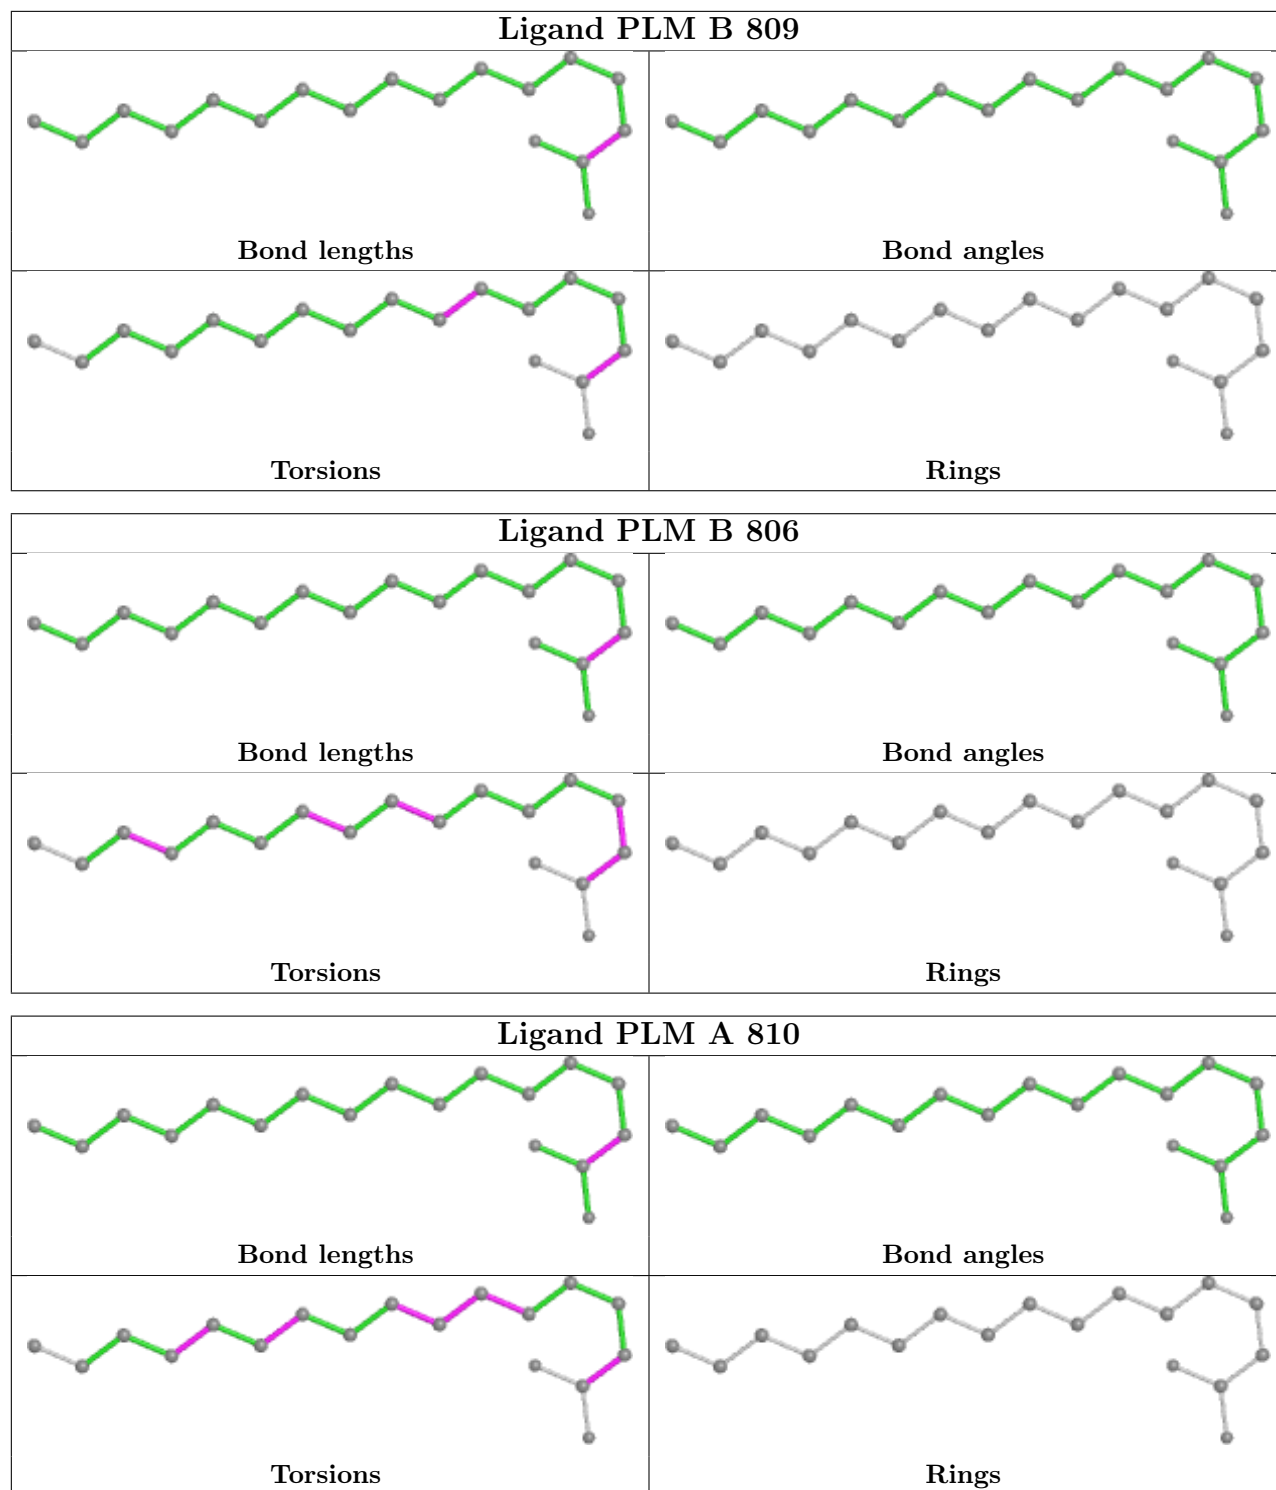 Ligand PLM B 809
Bond lengths
Bond angles
Torsions
Rings
Ligand PLM B 806
Bond lengths
Bond angles
Torsions
Rings
Ligand PLM A 810
Bond lengths
Bond angles
Torsions
Rings